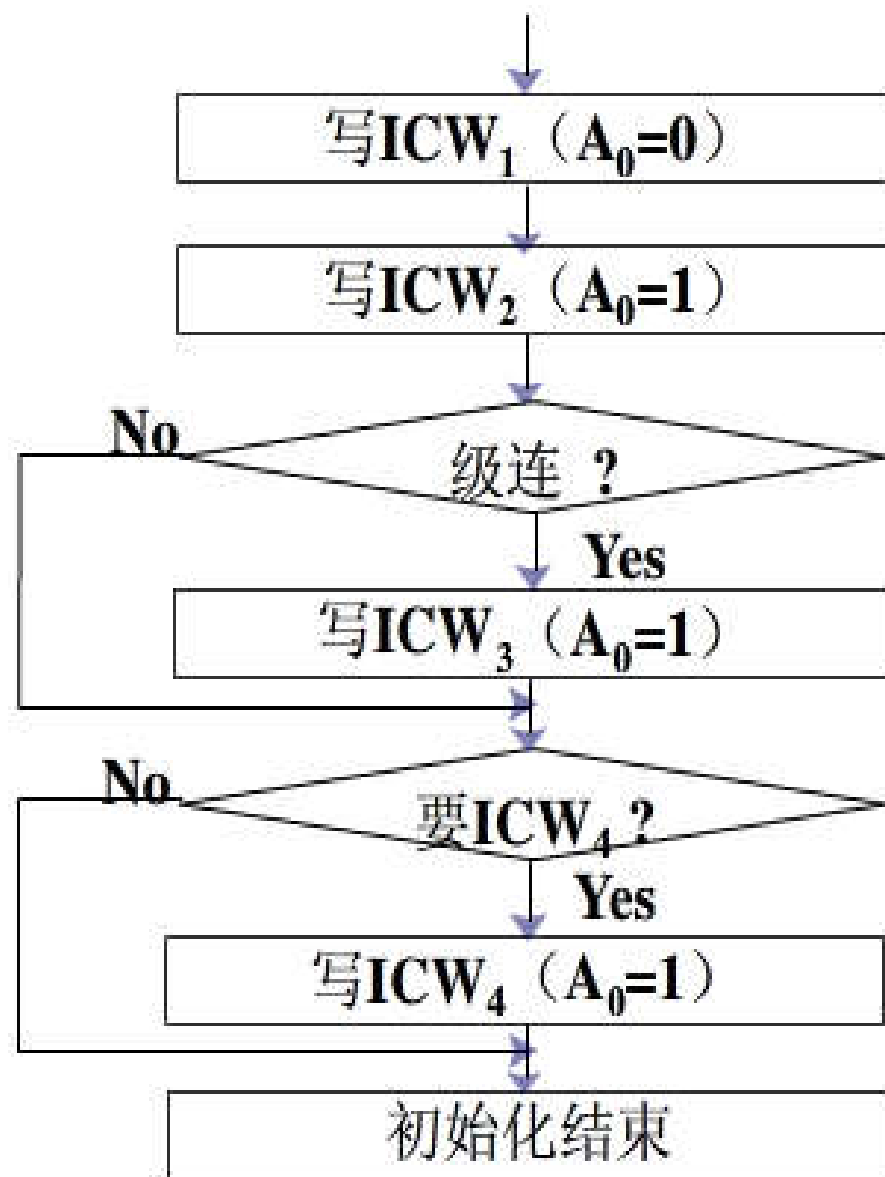 写ICW₁（A₀=0）
写ICW₂（A₀=1）
No
级连 ?
Yes
写ICW₃（A₀=1）
No
要ICW₄ ?
Yes
写ICW₄（A₀=1）
初始化结束